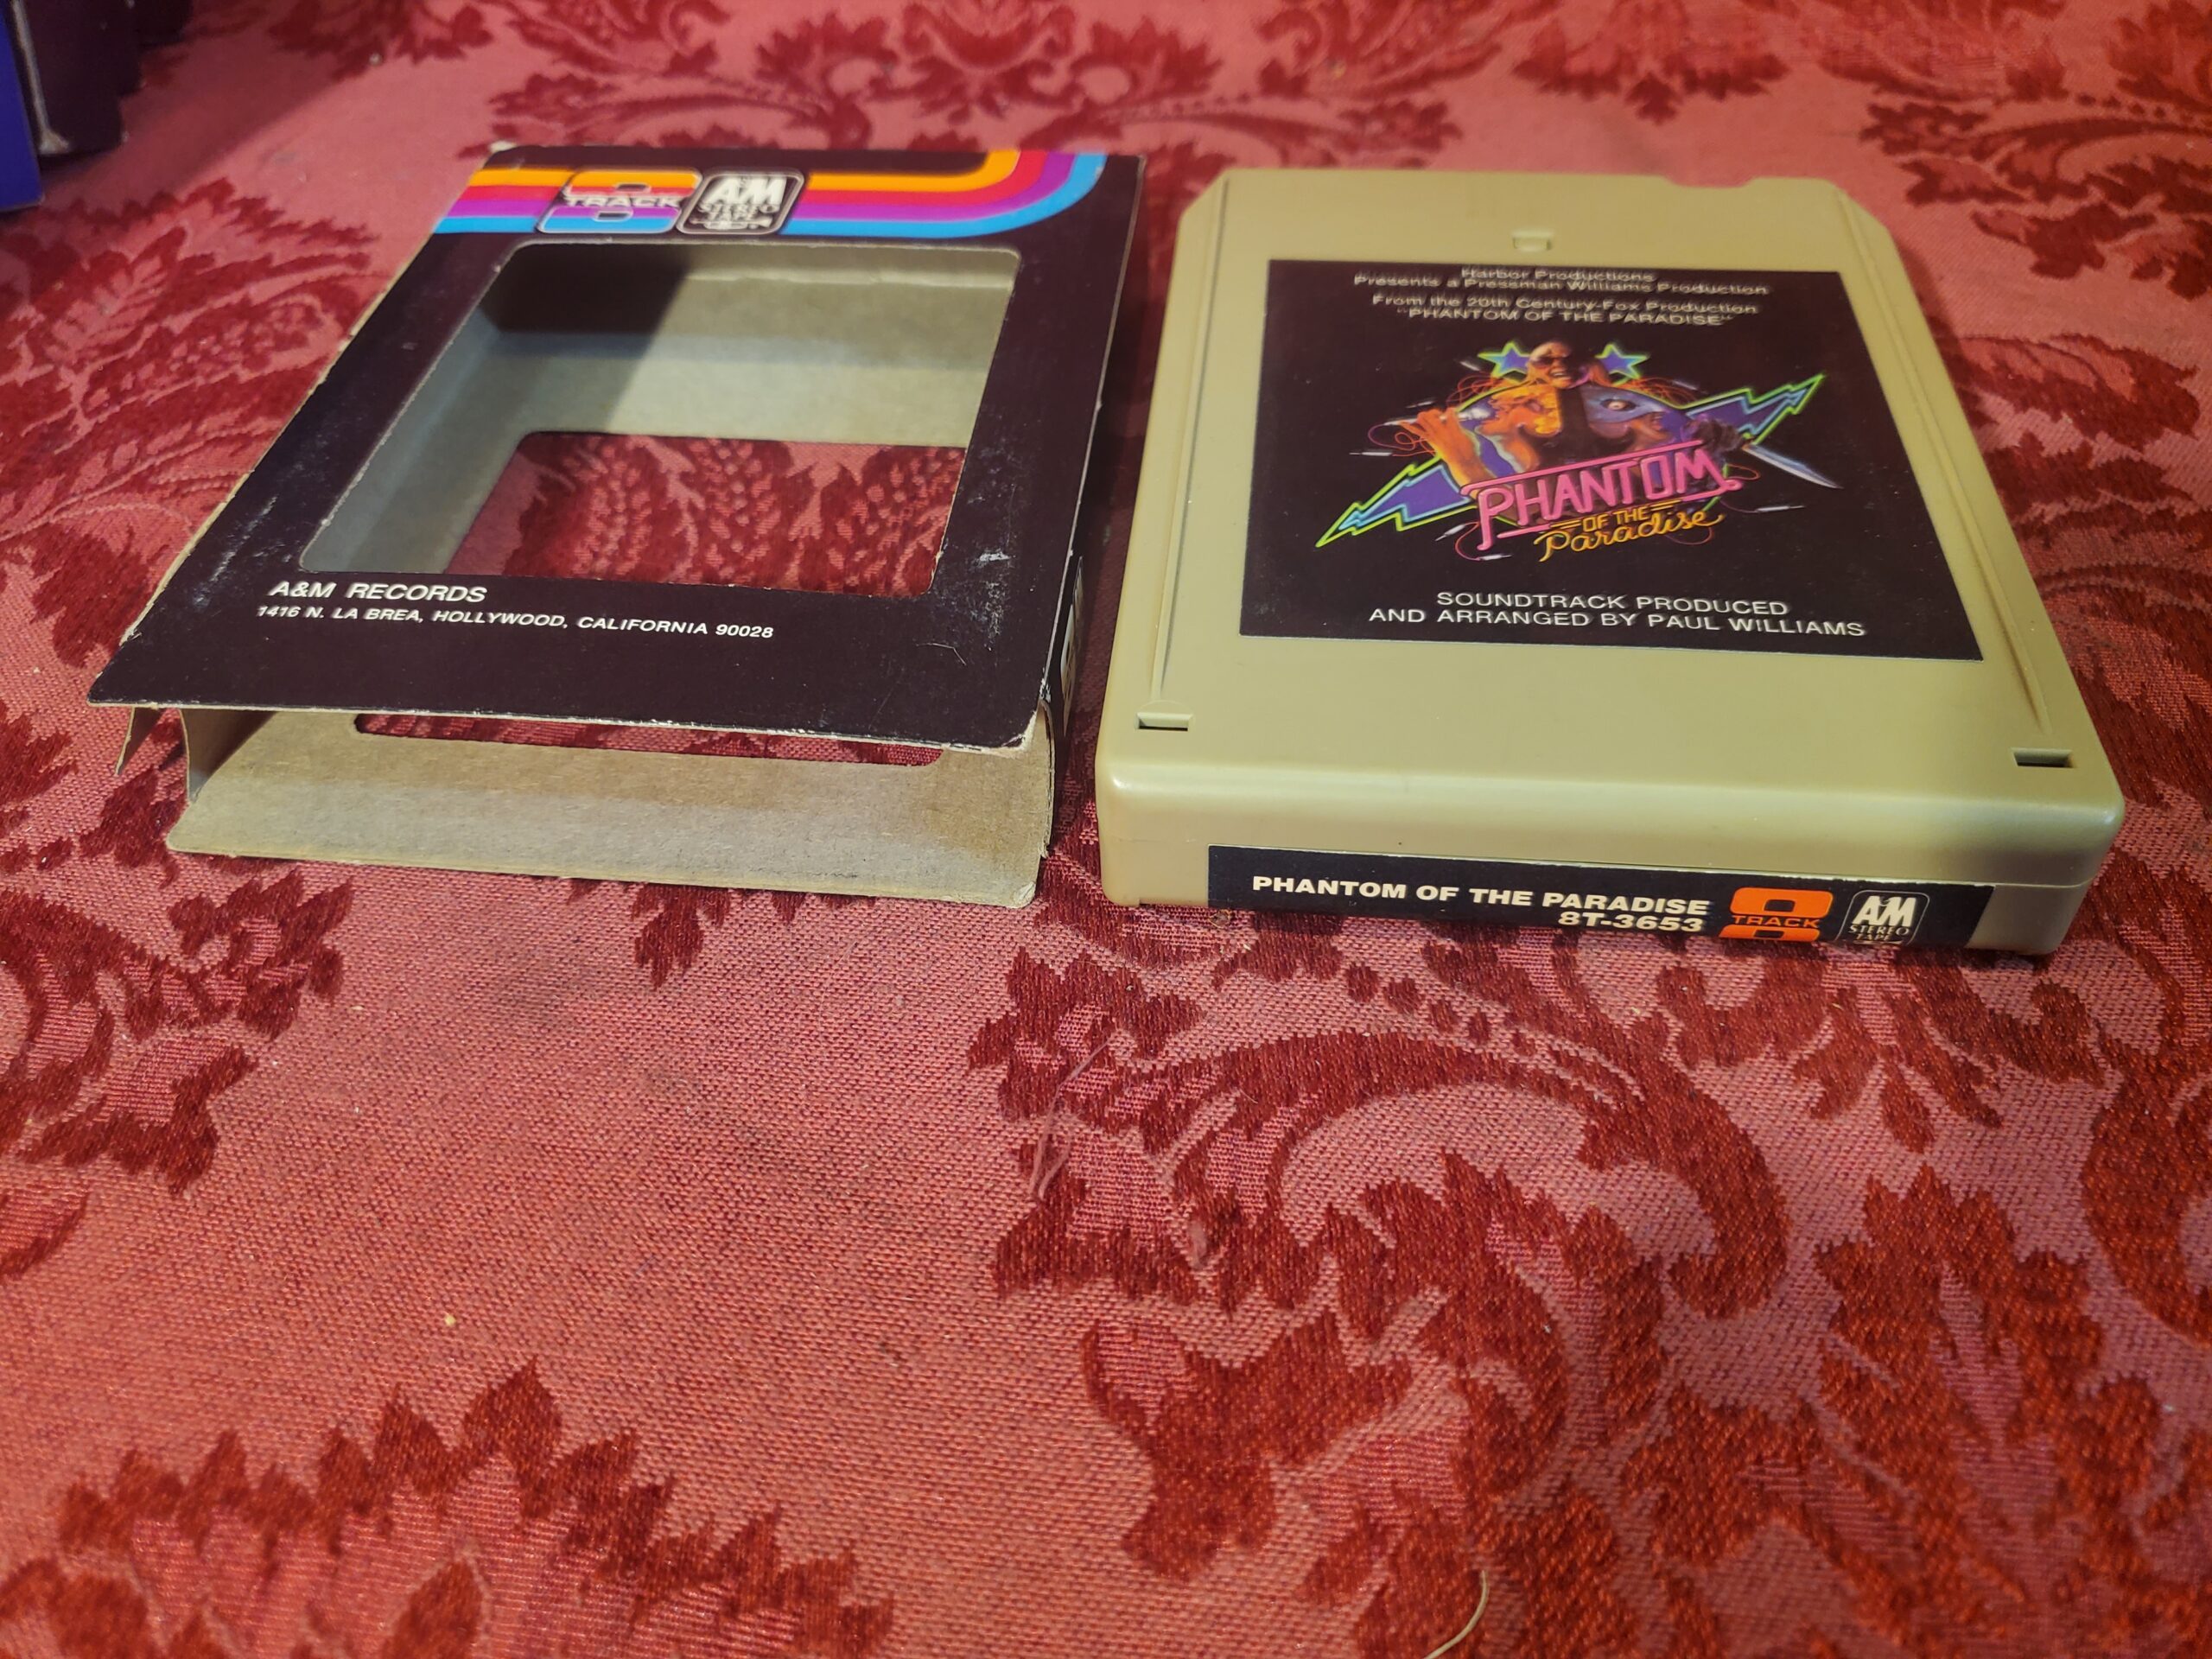 8
TRACK
A&M
STEREO
TAPE
A&M RECORDS
1416 N. LA BREA, HOLLYWOOD, CALIFORNIA 90028
Harbor Productions
Presents a Pressman Williams Production
From the 20th Century-Fox Production
"PHANTOM OF THE PARADISE"
PHANTOM
OF THE
Paradise
SOUNDTRACK PRODUCED
AND ARRANGED BY PAUL WILLIAMS
PHANTOM OF THE PARADISE
8T-3653
8
TRACK
A&M
STEREO
TAPE